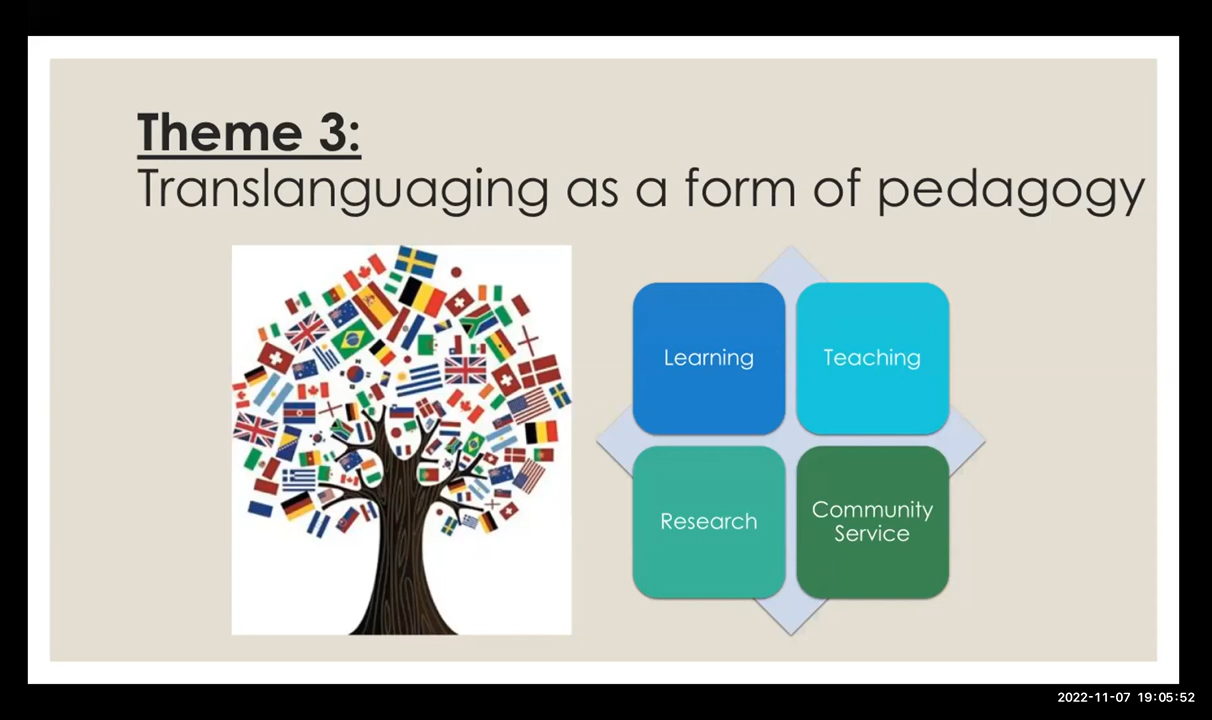 Theme 3:
Translanguaging as a form of pedagogy
Learning
Teaching
Research
Community
Service
2022-11-07 19:05:52